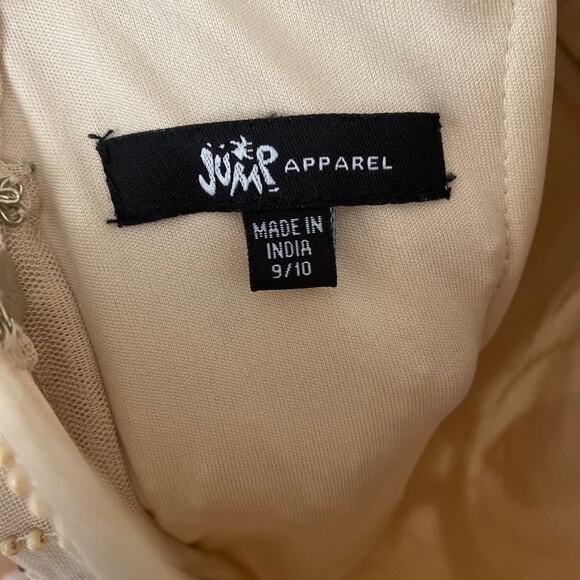 JUMP APPAREL
MADE IN
INDIA
9/10